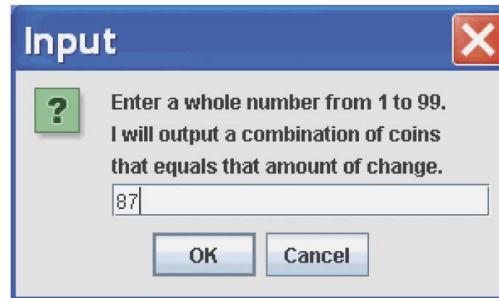 Input
?
Enter a whole number from 1 to 99.
I will output a combination of coins
that equals that amount of change.
87
OK Cancel